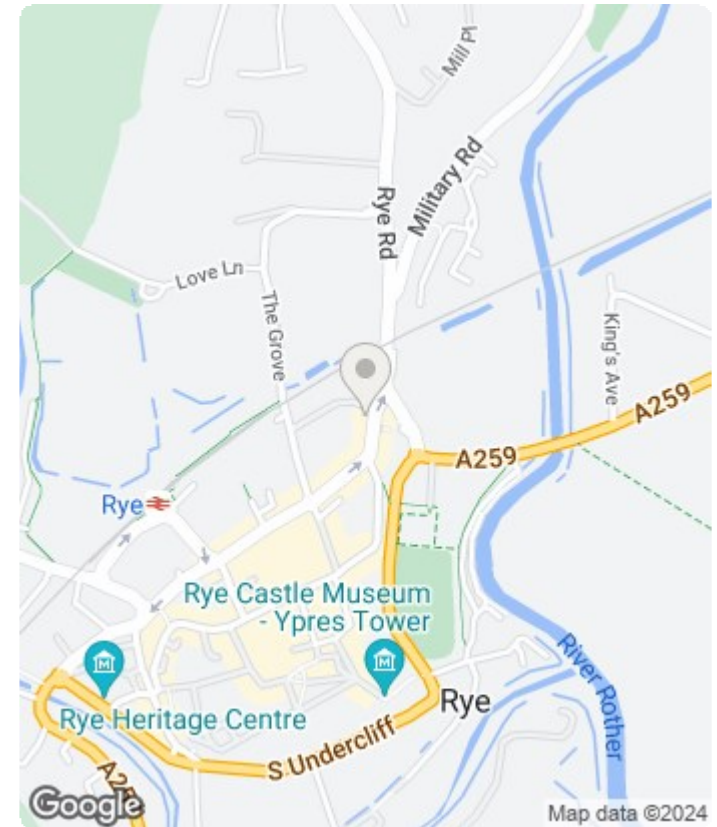 Mill Pl
Military Rd
Rye Rd
Love Ln
The Grove
King's Ave
A259
A259
Rye
Rye Castle Museum
- Ypres Tower
River Rother
Rye
Rye Heritage Centre
S Undercliff
Google
Map data ©2024